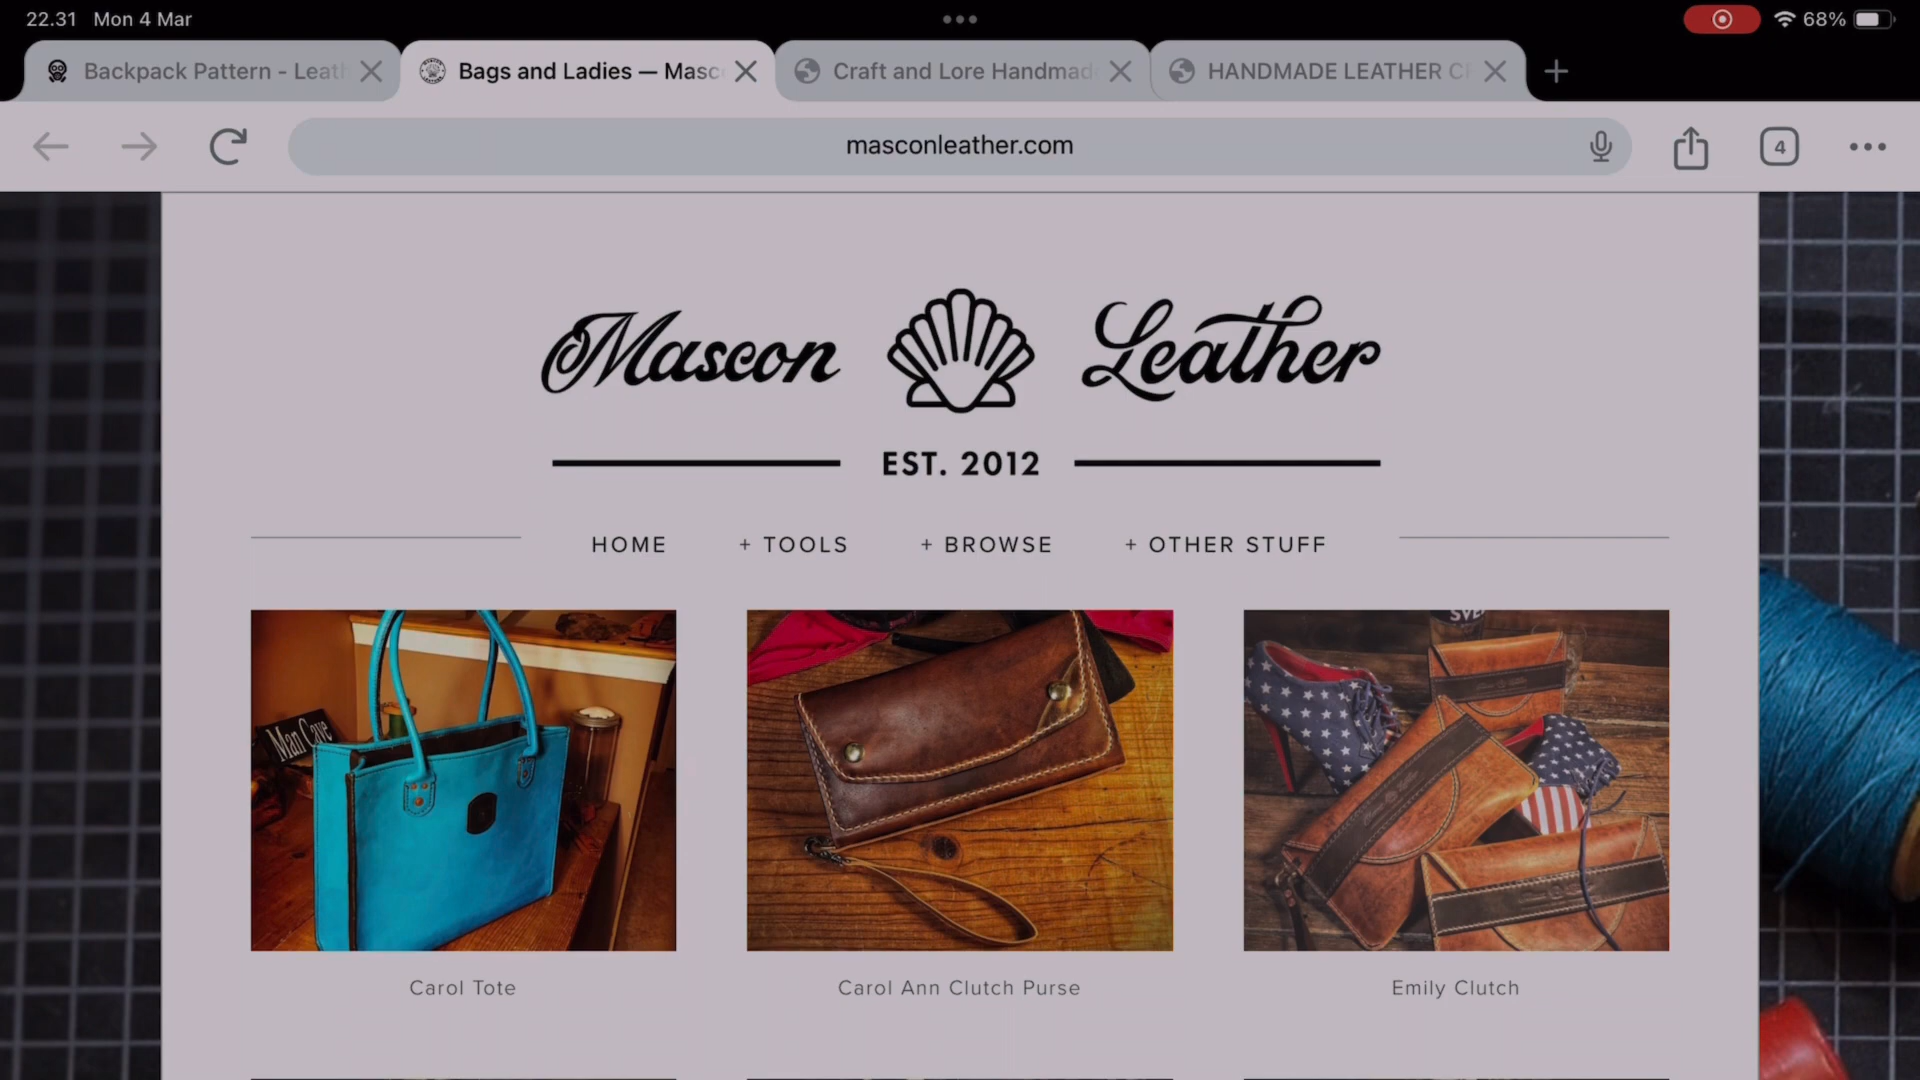 22.31 Mon 4 Mar
68%
Backpack Pattern - Leath
Bags and Ladies — Masc
Craft and Lore Handmad
HANDMADE LEATHER C
masconleather.com
4
Mascon Leather
EST. 2012
HOME
+ TOOLS
+ BROWSE
+ OTHER STUFF
Man Cave
Carol Tote
Carol Ann Clutch Purse
Emily Clutch